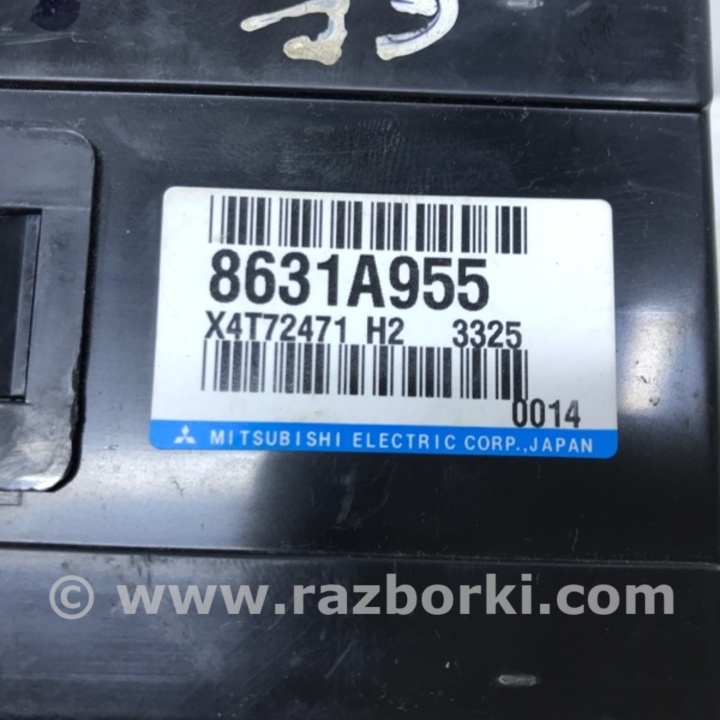 8631A955
X4T72471 H2 3325
0014
MITSUBISHI ELECTRIC CORP., JAPAN
© www.razborki.com